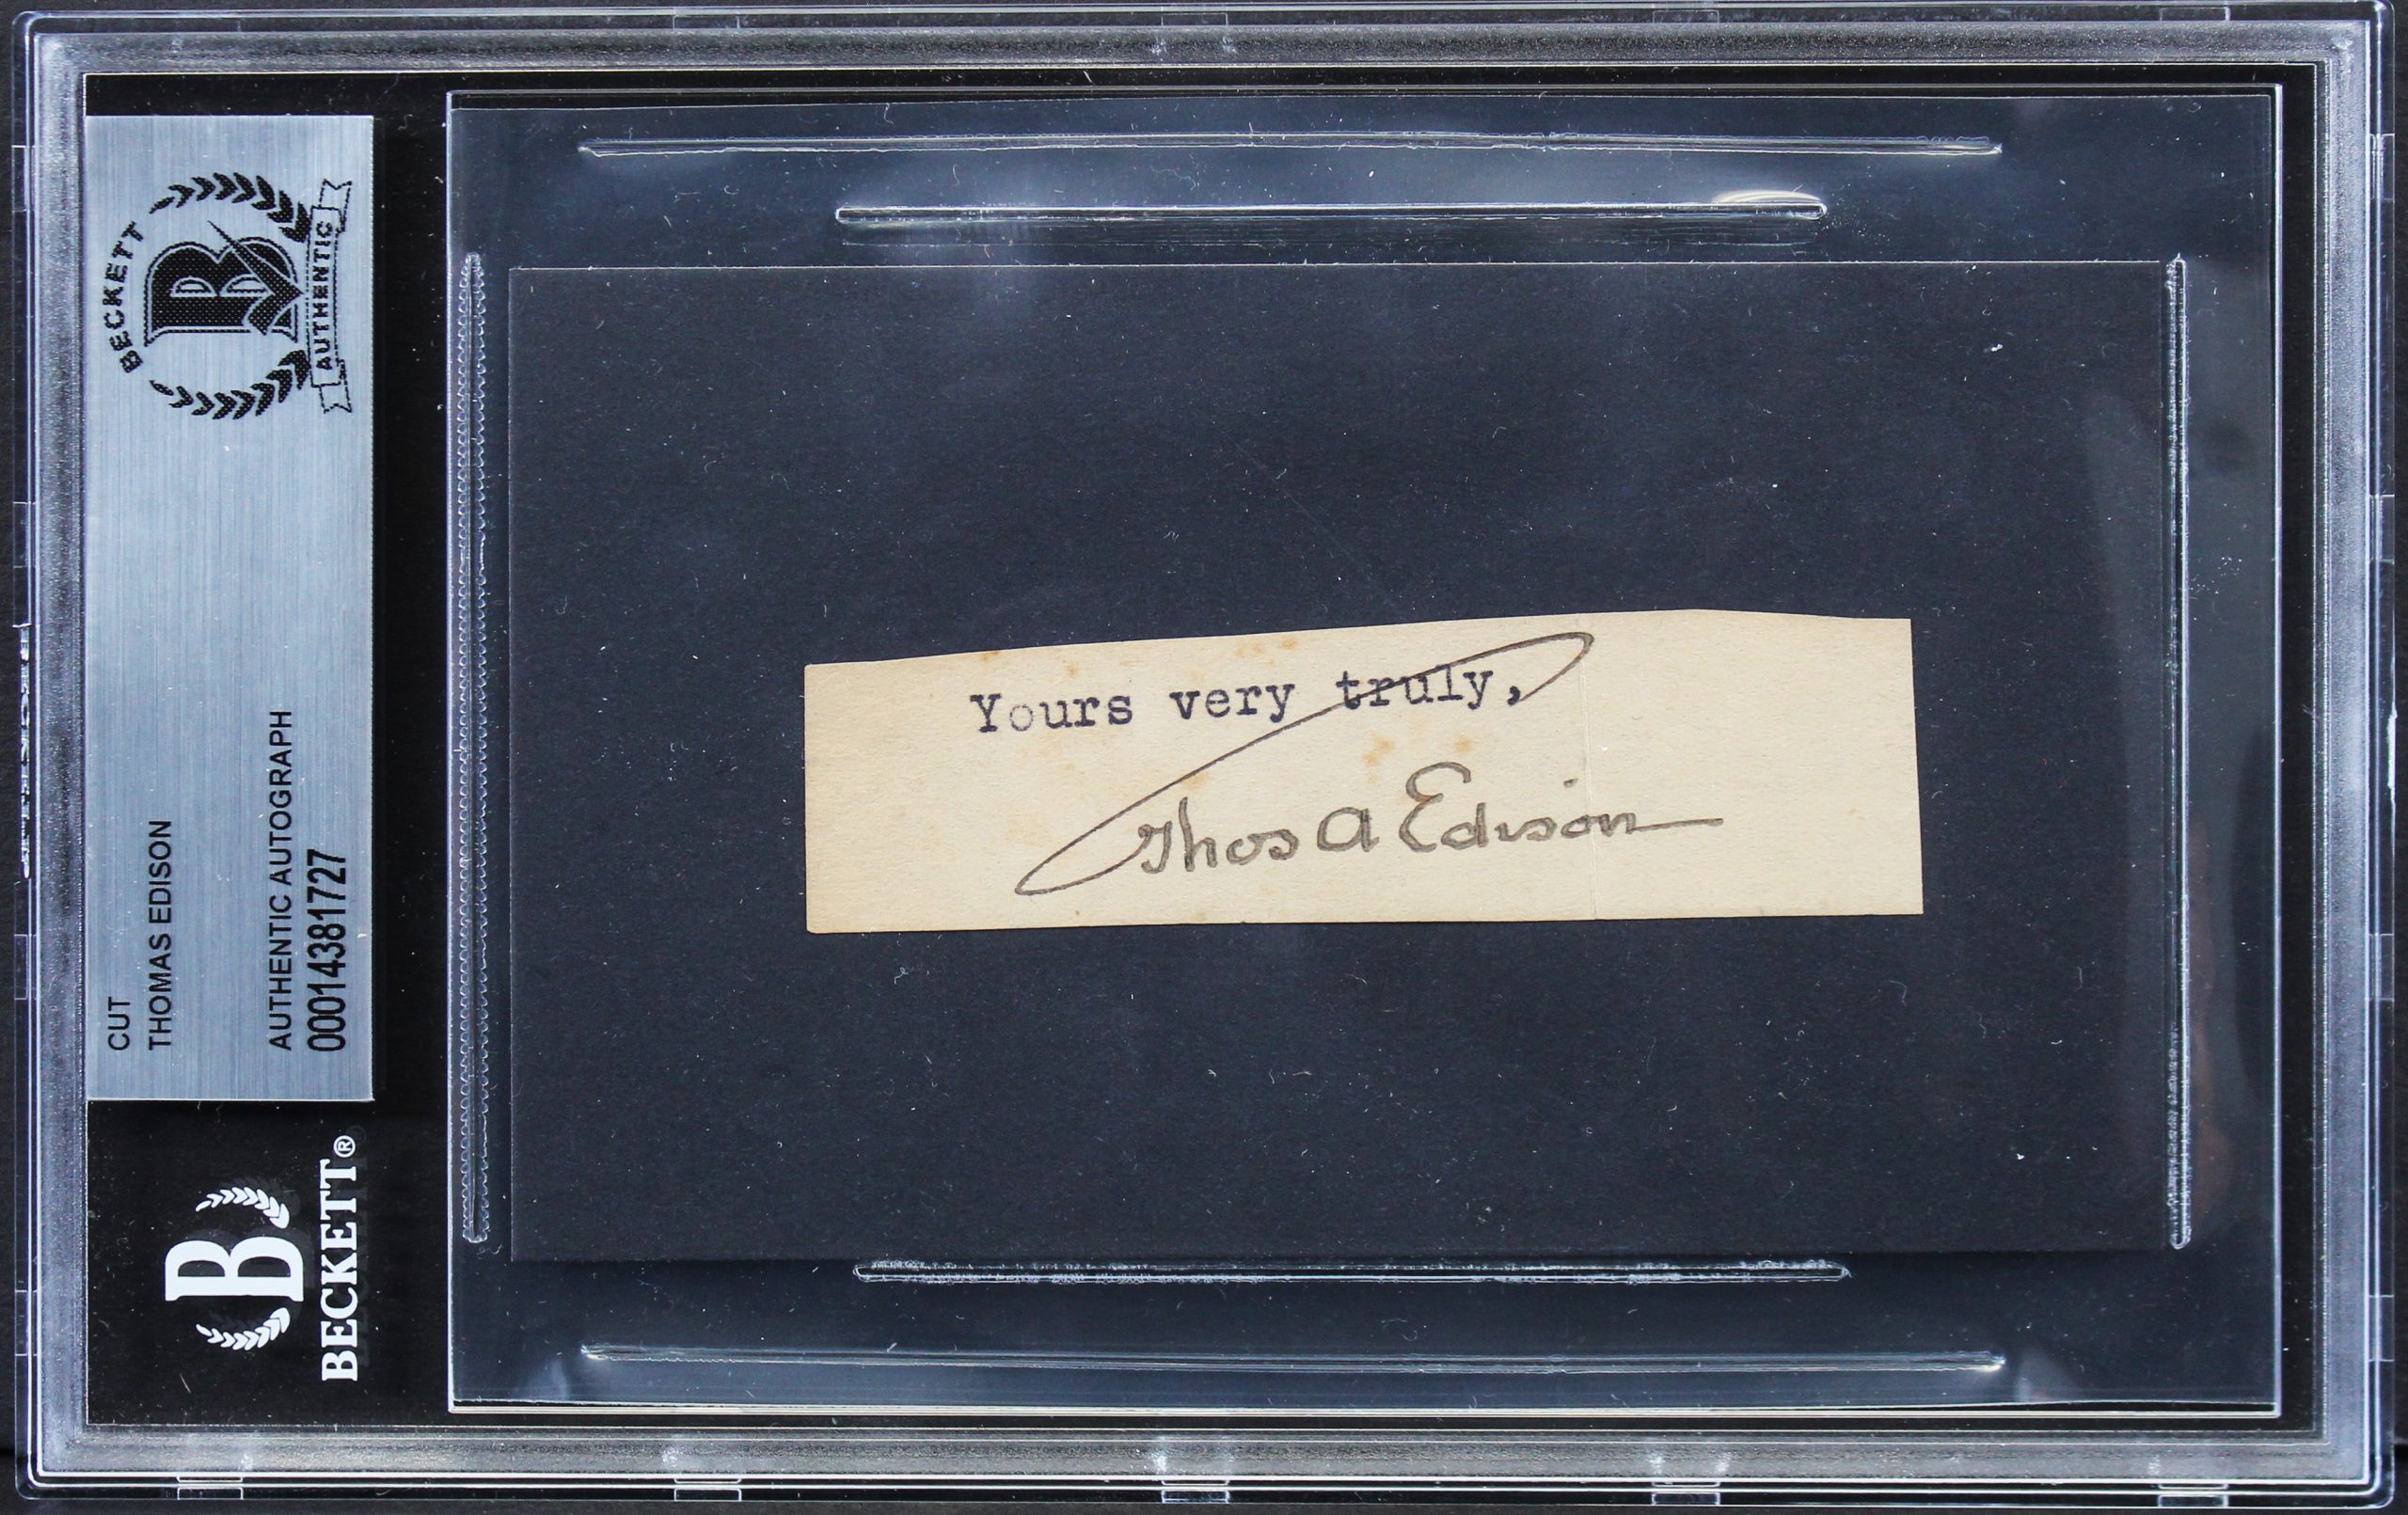 BECKETT
B
AUTHENTIC
CUT
THOMAS EDISON
AUTHENTIC AUTOGRAPH
00014381727
B
BECKETT®
Yours very truly,
Thos A Edison